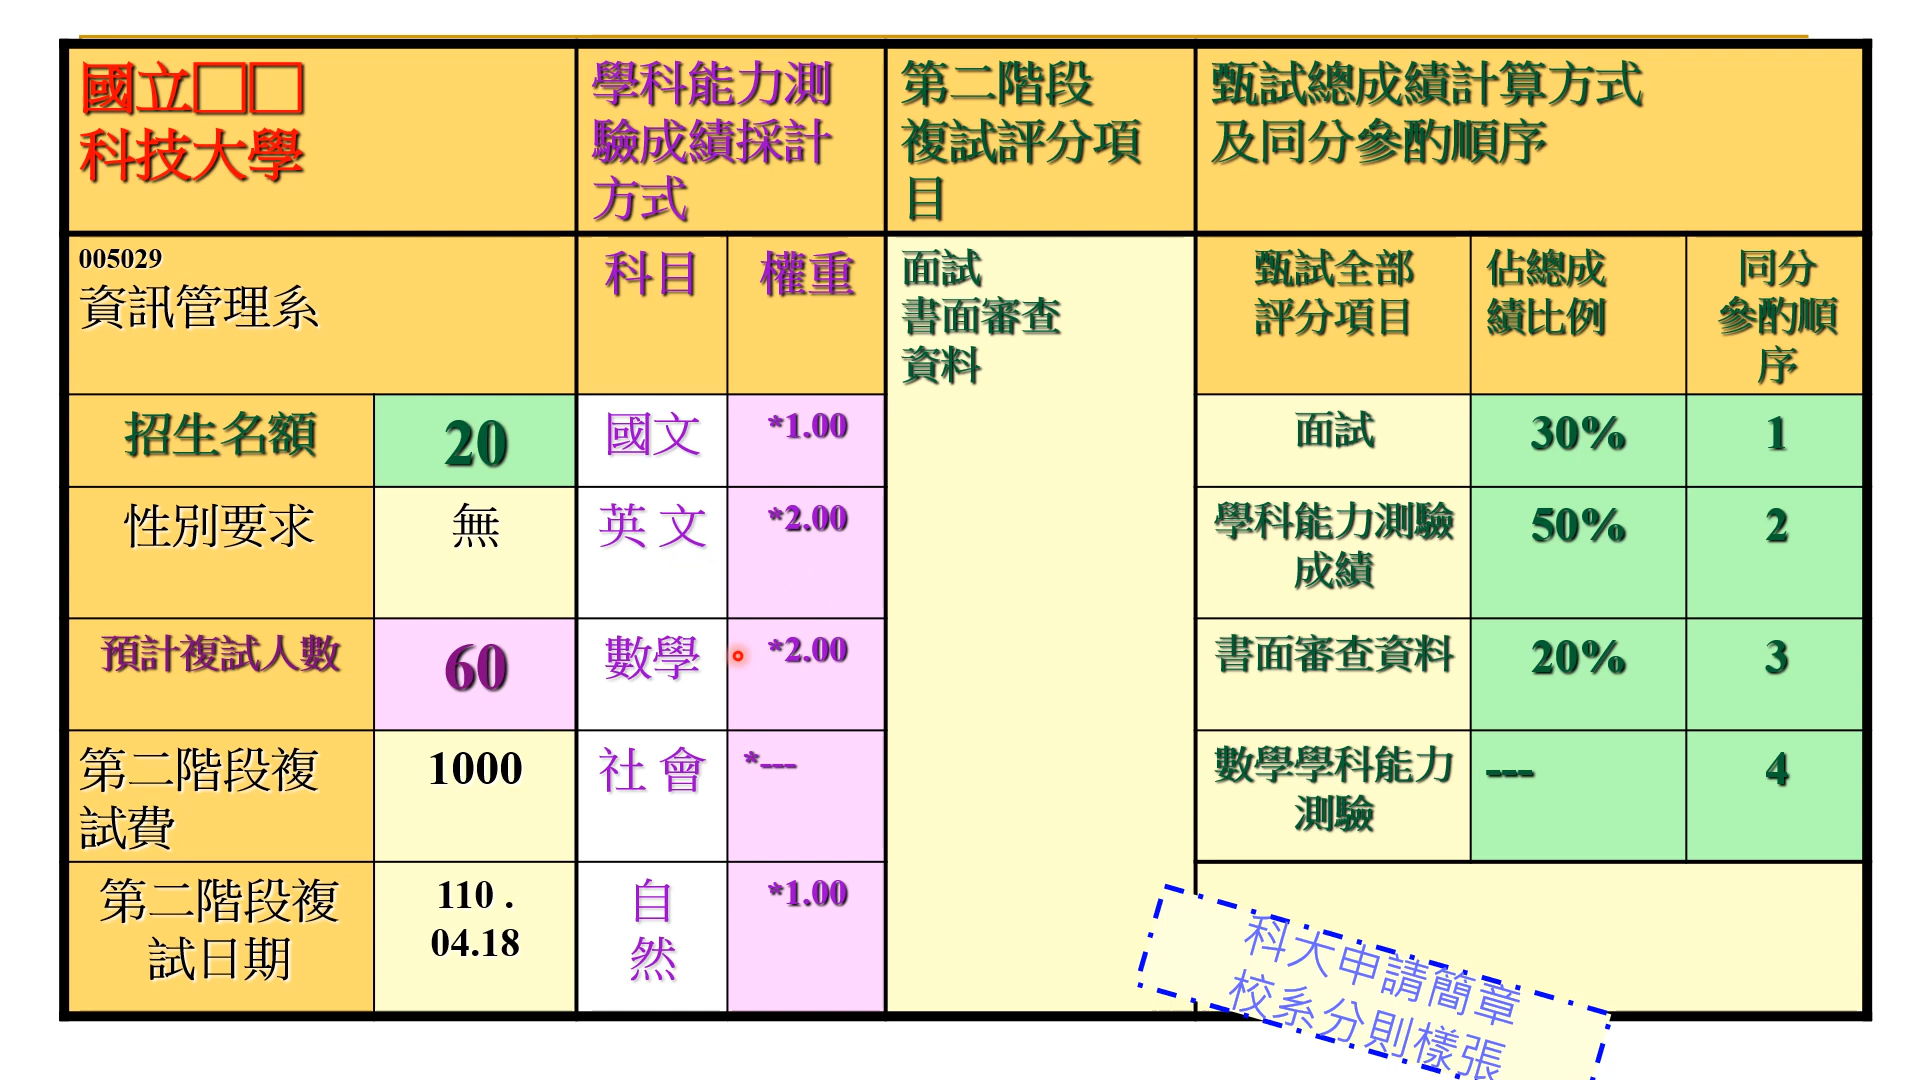 國立□□
科技大學
學科能力測
驗成績採計
方式
第二階段
複試評分項
目
甄試總成績計算方式
及同分參酌順序
005029
資訊管理系
科目
權重
面試
書面審查
資料
甄試全部
評分項目
佔總成
績比例
同分
參酌順
序
招生名額
20
國文
*1.00
面試
30%
1
性別要求
無
英 文
*2.00
學科能力測驗
成績
50%
2
預計複試人數
60
數學
*2.00
書面審查資料
20%
3
第二階段複
試費
1000
社 會
*---
數學學科能力
測驗
---
4
第二階段複
試日期
110 .
04.18
自
然
*1.00
科大申請簡章
校系分則樣張